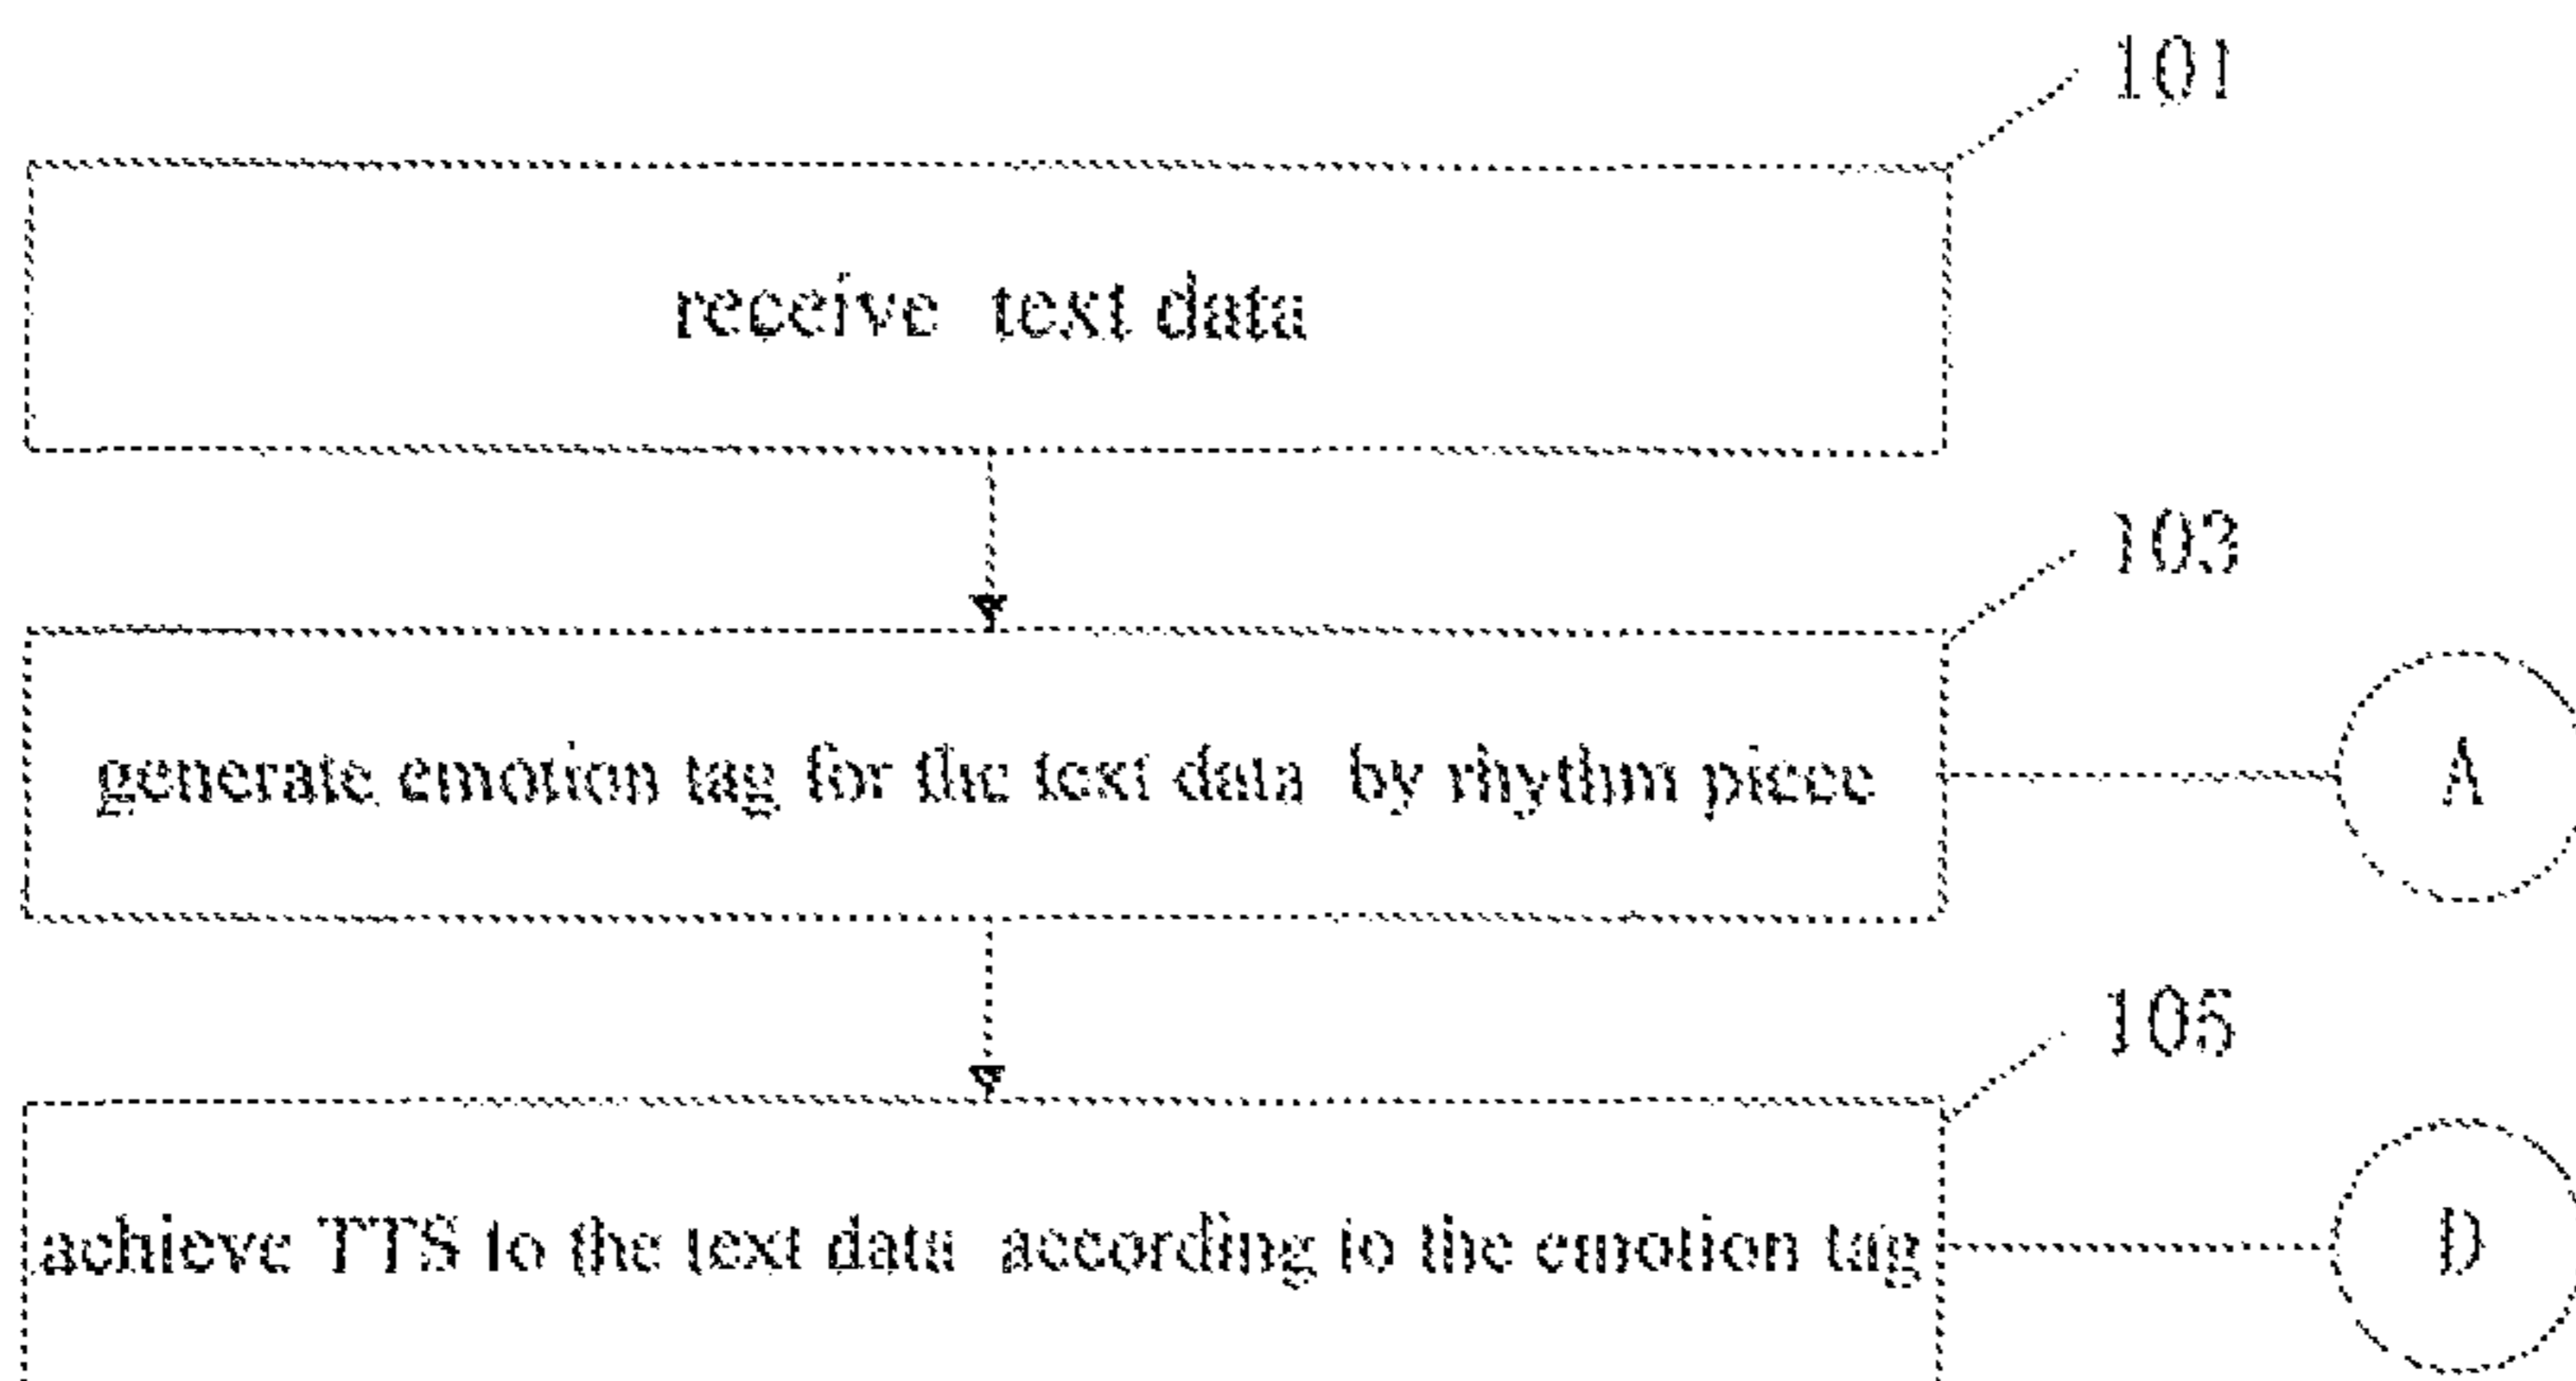 101
receive text data
103
generate emotion tag for the text data by rhythm piece
A
105
achieve TTS to the text data according to the emotion tag
D